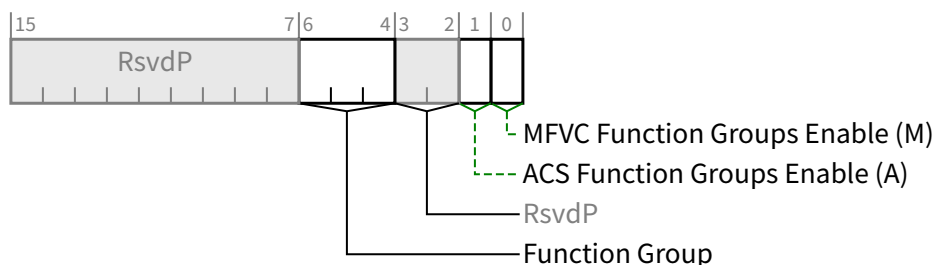 15 7 6 4 3 2 1 0
RsvdP
MFVC Function Groups Enable (M)
ACS Function Groups Enable (A)
RsvdP
Function Group